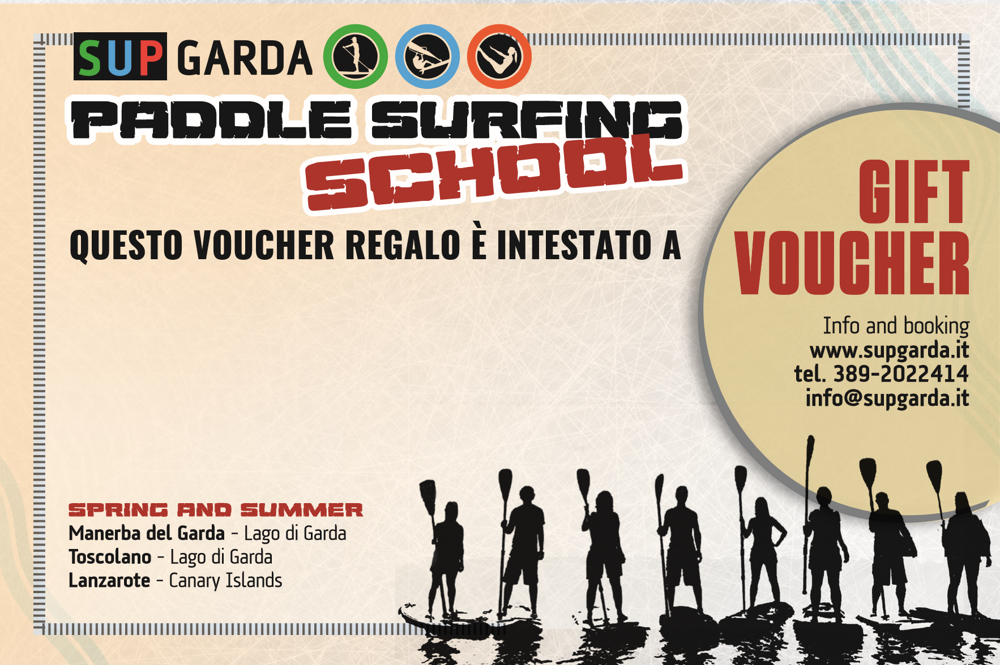 SUP GARDA
PADDLE SURFING
SCHOOL
QUESTO VOUCHER REGALO È INTESTATO A
GIFT
VOUCHER
Info and booking
www.supgarda.it
tel. 389-2022414
info@supgarda.it
SPRING AND SUMMER
Manerba del Garda - Lago di Garda
Toscolano - Lago di Garda
Lanzarote - Canary Islands